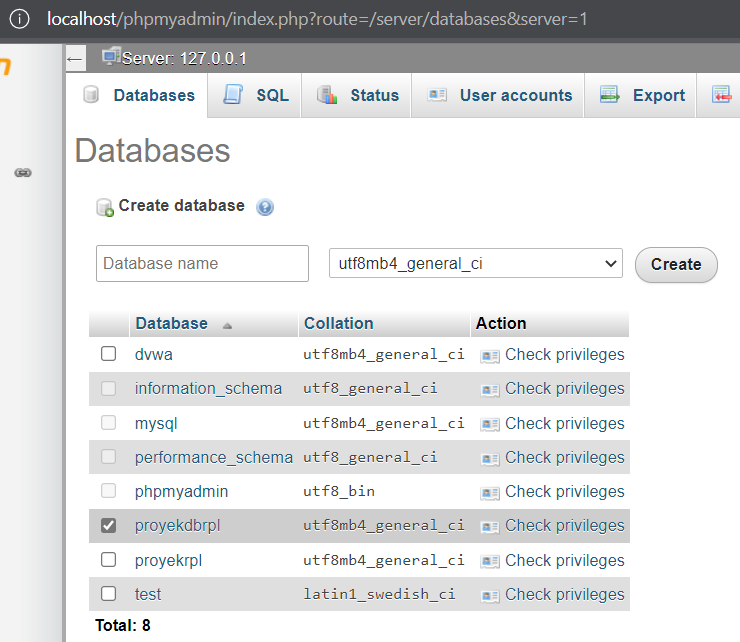 localhost/phpmyadmin/index.php?route=/server/databases&server=1
Server: 127.0.0.1
Databases SQL Status User accounts Export
Databases
Create database
Database name utf8mb4_general_ci Create
Database Collation Action
dvwa utf8mb4_general_ci Check privileges
information_schema utf8_general_ci Check privileges
mysql utf8mb4_general_ci Check privileges
performance_schema utf8_general_ci Check privileges
phpmyadmin utf8_bin Check privileges
proyekdbrpl utf8mb4_general_ci Check privileges
proyekrpl utf8mb4_general_ci Check privileges
test latin1_swedish_ci Check privileges
Total: 8